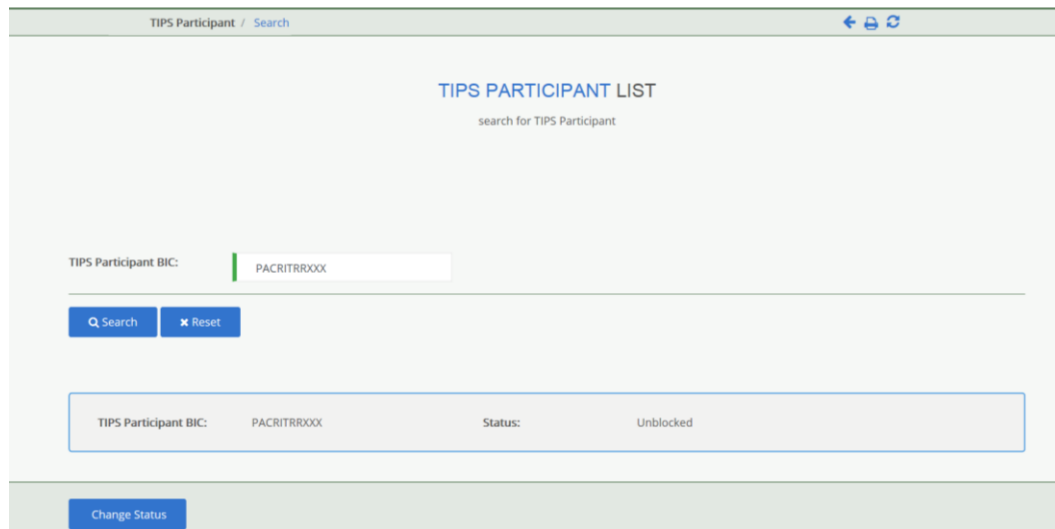 TIPS Participant / Search
TIPS PARTICIPANT LIST
search for TIPS Participant
TIPS Participant BIC: PACRITRRXXX
Search Reset
TIPS Participant BIC: PACRITRRXXX Status: Unblocked
Change Status